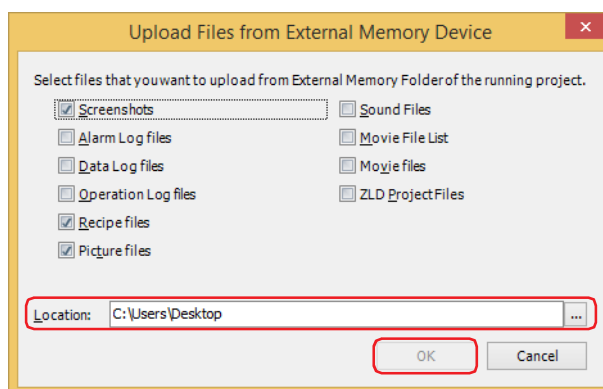 Upload Files from External Memory Device
Select files that you want to upload from External Memory Folder of the running project.
Screenshots
Alarm Log files
Data Log files
Operation Log files
Recipe files
Picture files
Sound Files
Movie File List
Movie files
ZLD Project Files
Location: C:\Users\Desktop ...
OK Cancel